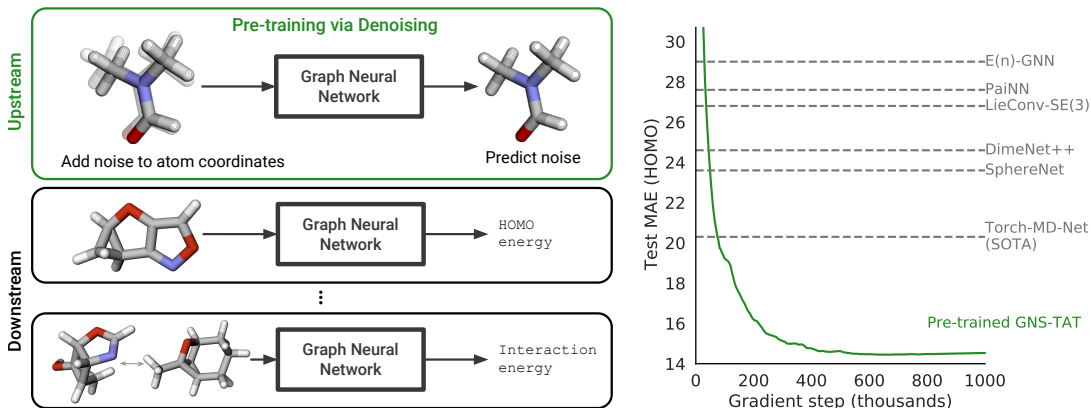 Upstream
Pre-training via Denoising
Graph Neural
Network
Add noise to atom coordinates
Predict noise
Downstream
Graph Neural
Network
HOMO
energy
Graph Neural
Network
Interaction
energy
Test MAE (HOMO)
30
28
26
24
22
20
18
16
14
E(n)-GNN
PaiNN
LieConv-SE(3)
DimeNet++
SphereNet
Torch-MD-Net
(SOTA)
Pre-trained GNS-TAT
0 200 400 600 800 1000
Gradient step (thousands)